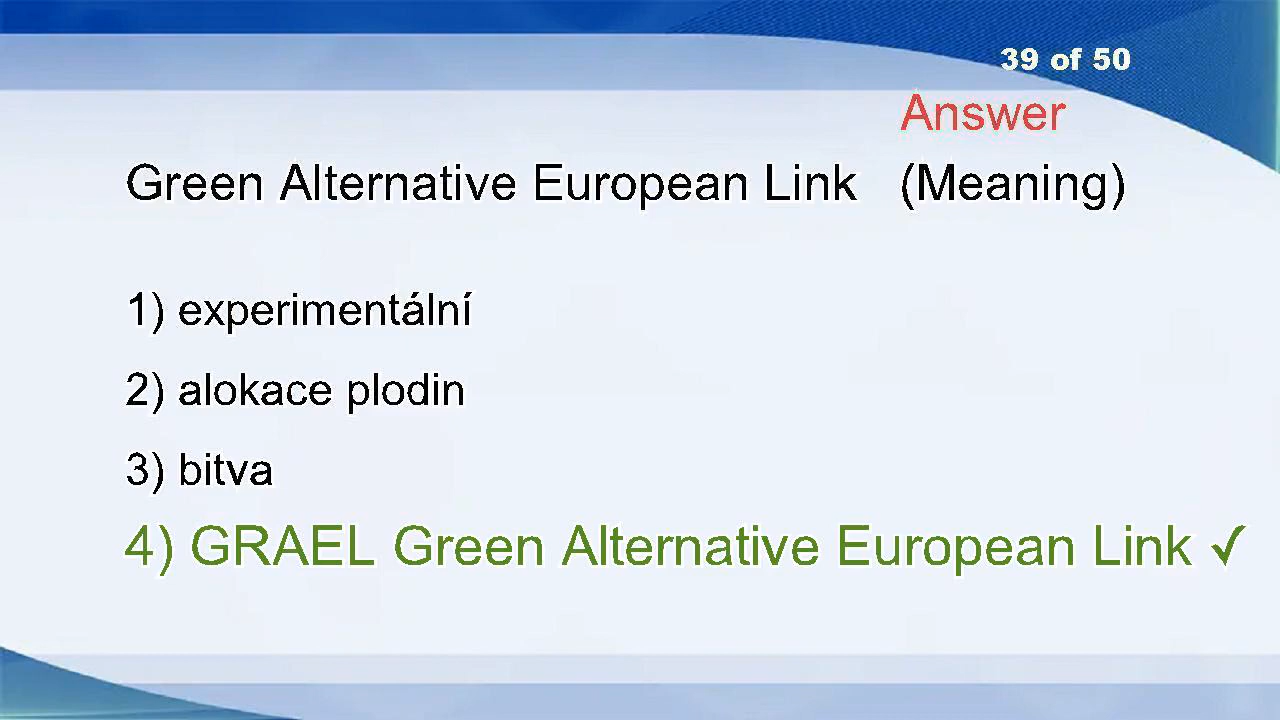 39 of 50
Answer
Green Alternative European Link (Meaning)
1) experimentální
2) alokace plodin
3) bitva
4) GRAEL Green Alternative European Link ✓